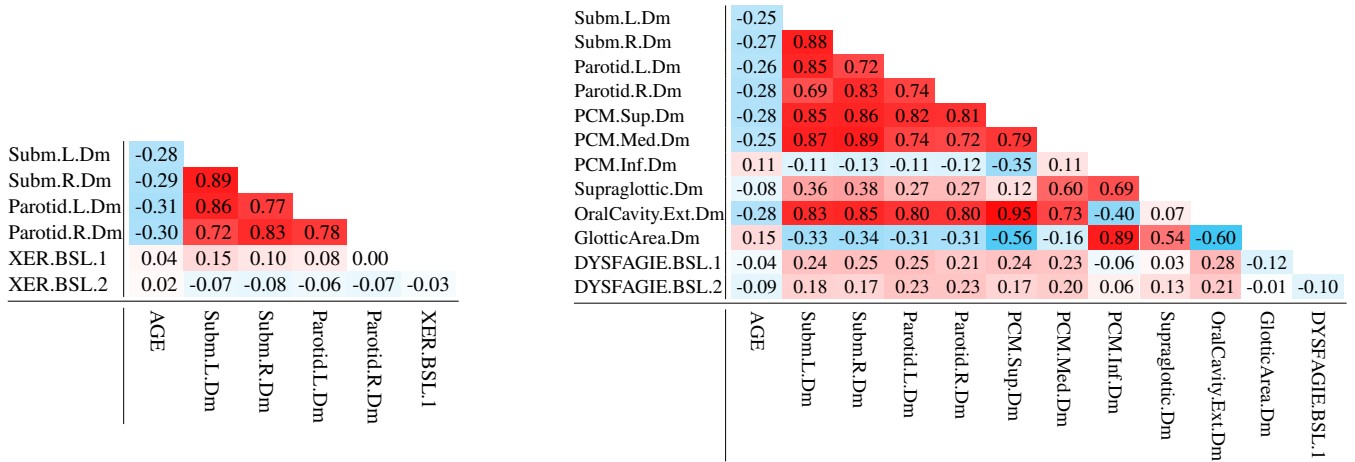 Subm.L.Dm -0.28
Subm.R.Dm -0.29 0.89
Parotid.L.Dm -0.31 0.86 0.77
Parotid.R.Dm -0.30 0.72 0.83 0.78
XER.BSL.1 0.04 0.15 0.10 0.08 0.00
XER.BSL.2 0.02 -0.07 -0.08 -0.06 -0.07 -0.03
AGE
Subm.L.Dm
Subm.R.Dm
Parotid.L.Dm
Parotid.R.Dm
XER.BSL.1
Subm.L.Dm -0.25
Subm.R.Dm -0.27 0.88
Parotid.L.Dm -0.26 0.85 0.72
Parotid.R.Dm -0.28 0.69 0.83 0.74
PCM.Sup.Dm -0.28 0.85 0.86 0.82 0.81
PCM.Med.Dm -0.25 0.87 0.89 0.74 0.72 0.79
PCM.Inf.Dm 0.11 -0.11 -0.13 -0.11 -0.12 -0.35 0.11
Supraglottic.Dm -0.08 0.36 0.38 0.27 0.27 0.12 0.60 0.69
OralCavity.Ext.Dm -0.28 0.83 0.85 0.80 0.80 0.95 0.73 -0.40 0.07
GlotticArea.Dm 0.15 -0.33 -0.34 -0.31 -0.31 -0.56 -0.16 0.89 0.54 -0.60
DYSFAGIE.BSL.1 -0.04 0.24 0.25 0.25 0.21 0.24 0.23 -0.06 0.03 0.28 -0.12
DYSFAGIE.BSL.2 -0.09 0.18 0.17 0.23 0.23 0.17 0.20 0.06 0.13 0.21 -0.01 -0.10
AGE
Subm.L.Dm
Subm.R.Dm
Parotid.L.Dm
Parotid.R.Dm
PCM.Sup.Dm
PCM.Med.Dm
PCM.Inf.Dm
Supraglottic.Dm
OralCavity.Ext.Dm
GlotticArea.Dm
DYSFAGIE.BSL.1